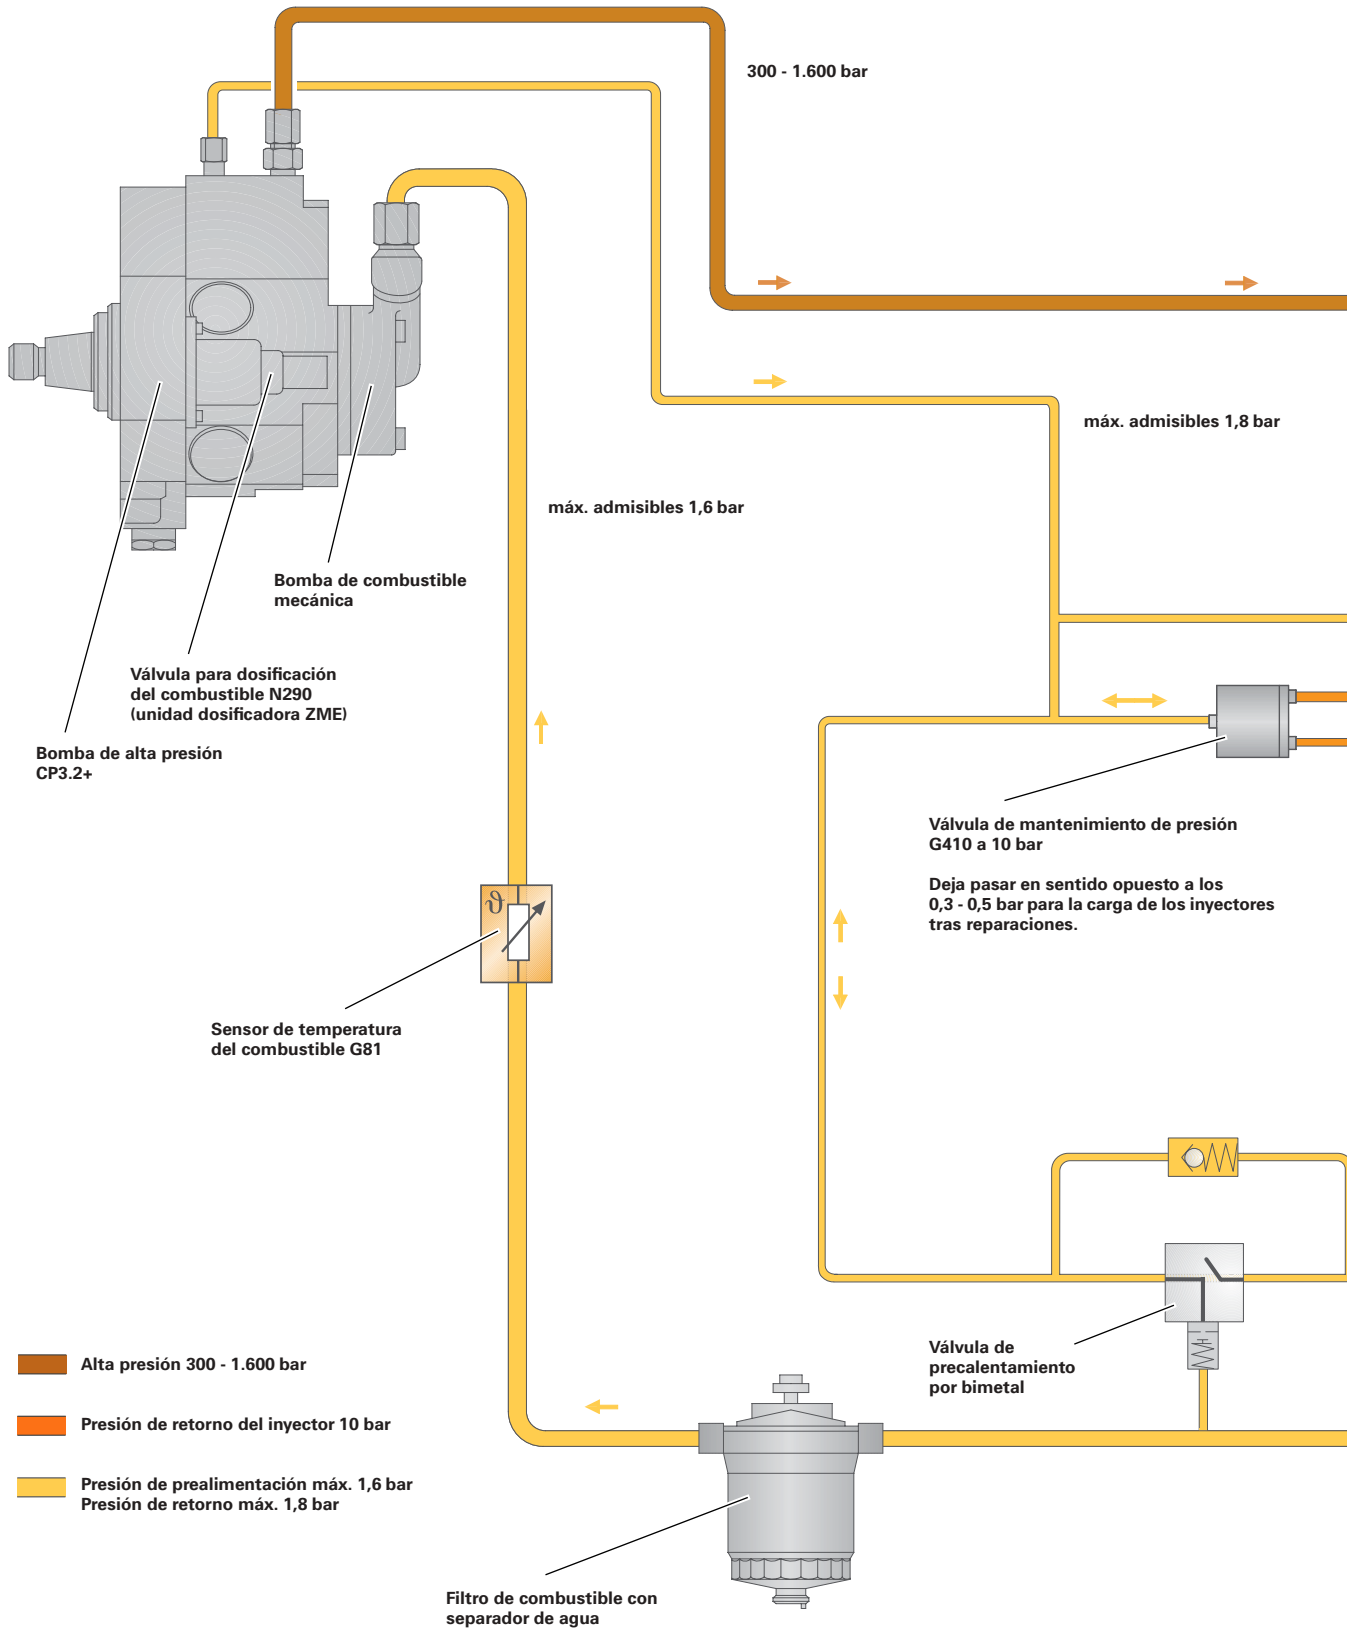 300 - 1.600 bar
máx. admisibles 1,8 bar
máx. admisibles 1,6 bar
Bomba de combustible
mecánica
Válvula para dosificación
del combustible N290
(unidad dosificadora ZME)
Bomba de alta presión
CP3.2+
Válvula de mantenimiento de presión
G410 a 10 bar
Deja pasar en sentido opuesto a los
0,3 - 0,5 bar para la carga de los inyectores
tras reparaciones.
ϑ
Sensor de temperatura
del combustible G81
Válvula de
precalentamiento
por bimetal
Alta presión 300 - 1.600 bar
Presión de retorno del inyector 10 bar
Presión de prealimentación máx. 1,6 bar
Presión de retorno máx. 1,8 bar
Filtro de combustible con
separador de agua